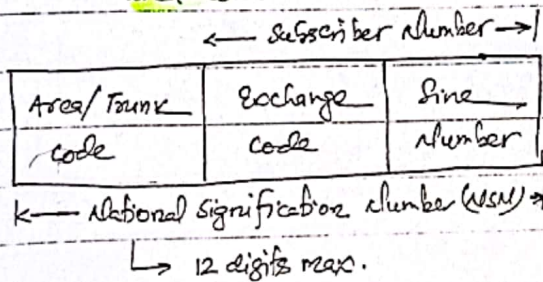 ← Subscriber Number →
Area/Trunk Exchange Line
code code Number
← National Signification Number (NSN) →
↳ 12 digits max.